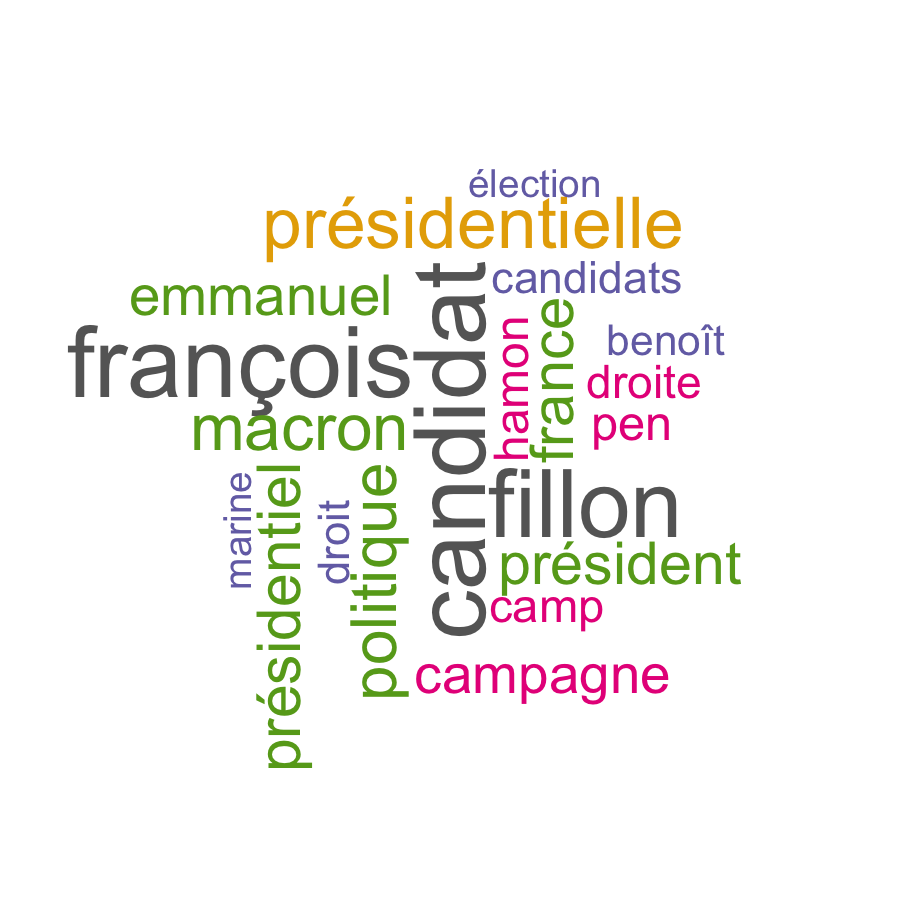 élection
présidentielle
candidats
emmanuel
france
hamon
benoît
françois
candidat
droite
macron
pen
marine
présidentiel
droit
politique
fillon
président
camp
campagne